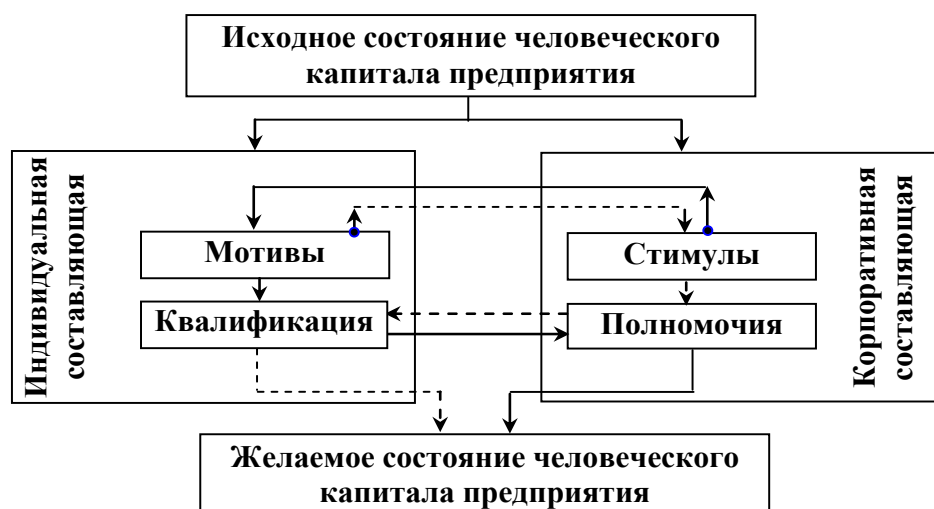 Исходное состояние человеческого
капитала предприятия
Индивидуальная
составляющая
Мотивы
Квалификация
Стимулы
Полномочия
Корпоративная
составляющая
Желаемое состояние человеческого
капитала предприятия